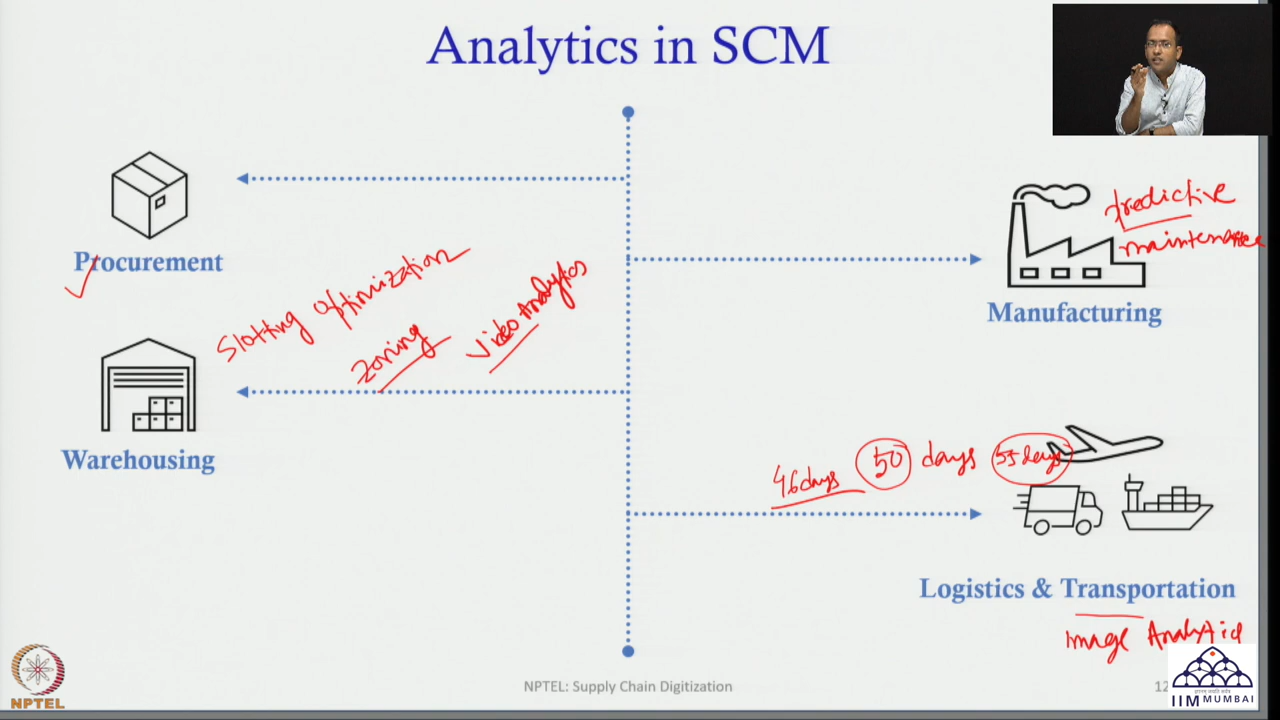 Analytics in SCM
Procurement
Slotting Optimization
Zoning
Video Analytics
Warehousing
Predictive
maintenance
Manufacturing
46 days 50 days 55 days
Logistics & Transportation
Image Analytics
NPTEL
NPTEL: Supply Chain Digitization
12
IIM MUMBAI